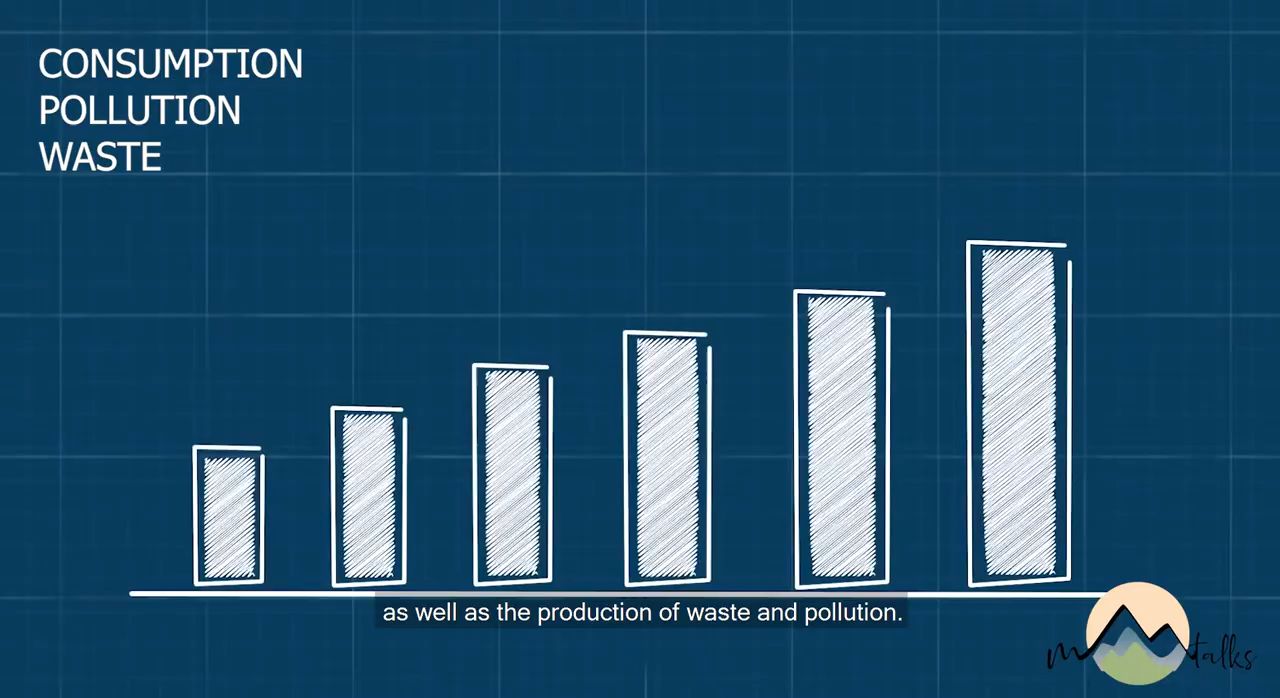 CONSUMPTION
POLLUTION
WASTE
as well as the production of waste and pollution.
m talks